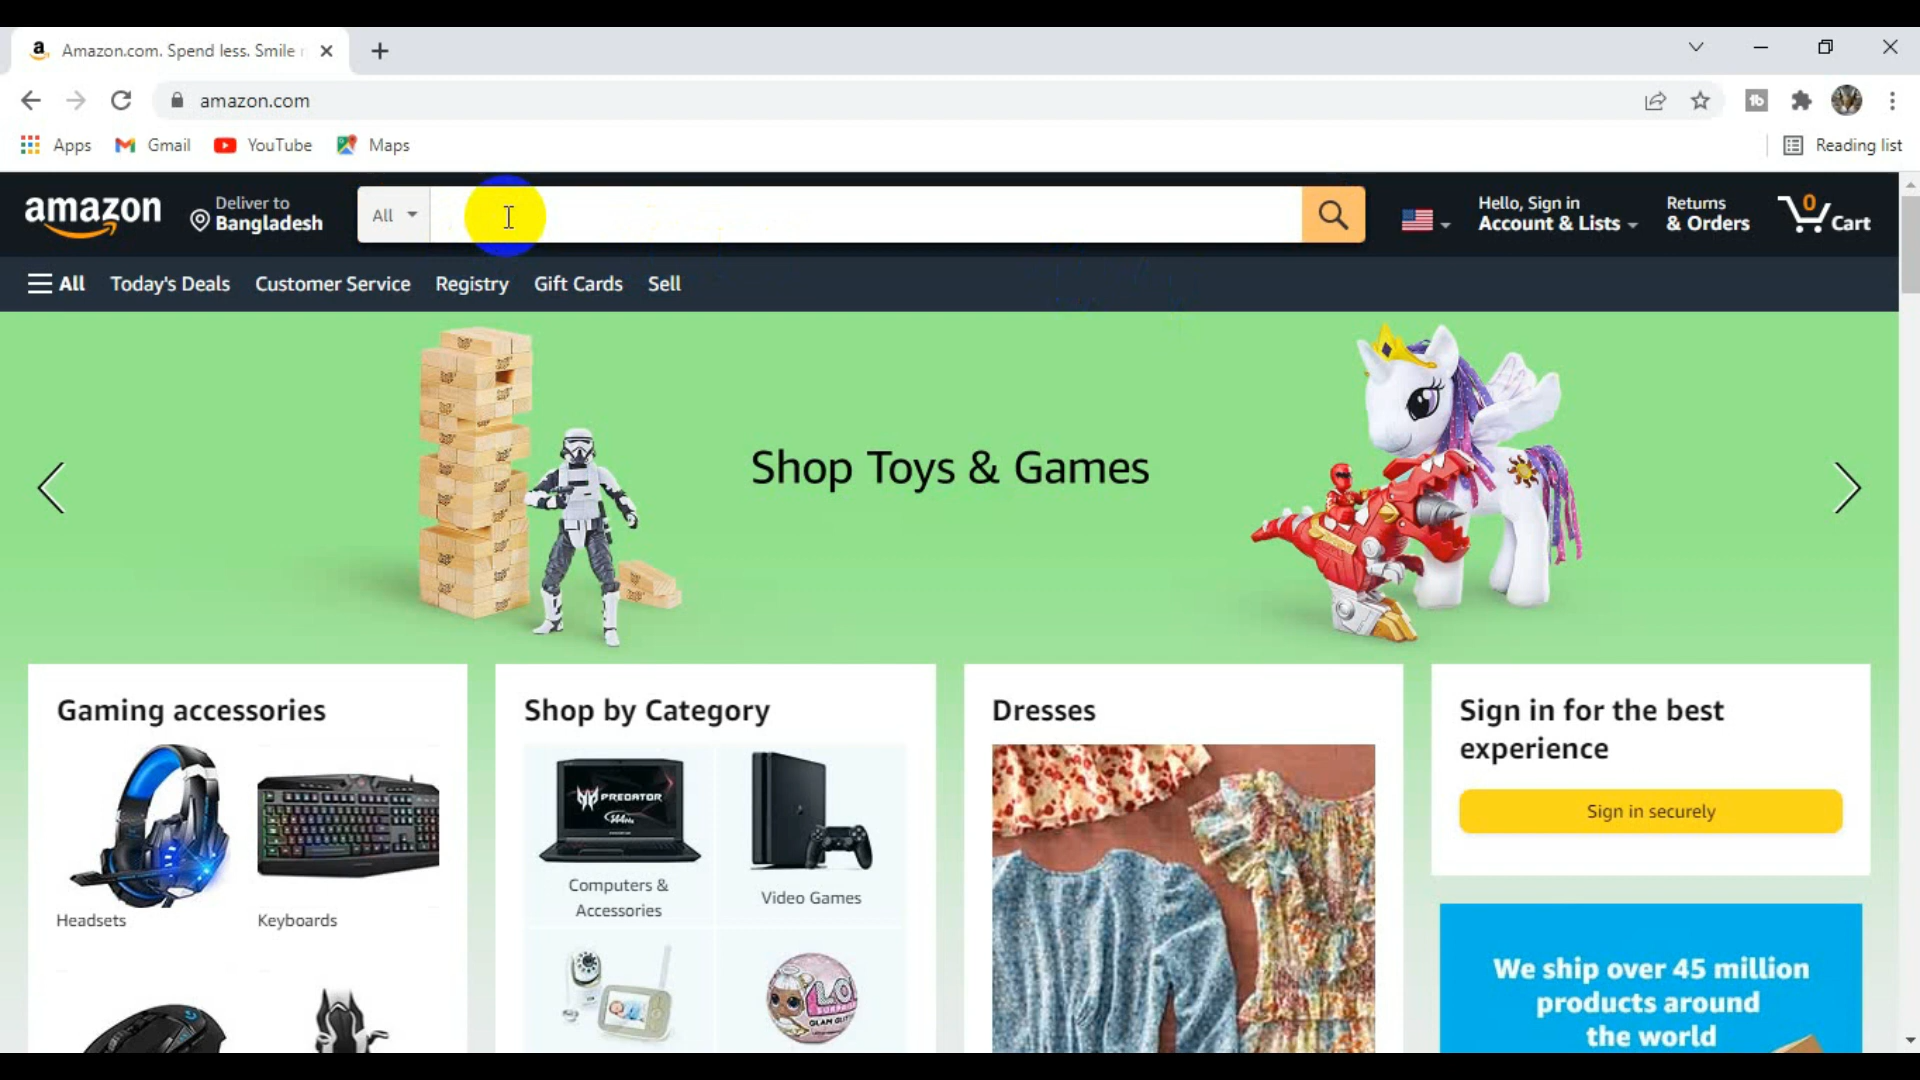 Amazon.com. Spend less. Smile
amazon.com
Apps
Gmail
YouTube
Maps
Reading list
amazon
Deliver to
Bangladesh
All
Hello, Sign in
Account & Lists
Returns
& Orders
0
Cart
All
Today's Deals
Customer Service
Registry
Gift Cards
Sell
Shop Toys & Games
Gaming accessories
Headsets
Keyboards
Shop by Category
PREDATOR
144Hz
Computers &
Accessories
Video Games
L.O.L.
SURPRISE
Dresses
Sign in for the best
experience
Sign in securely
We ship over 45 million
products around
the world